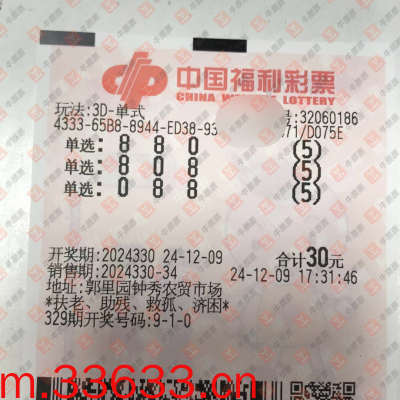 中国福利彩票
CHINA W LOTTERY
玩法:3D-单式 号:32060186
4333-65B8-8944-ED38-93 671/D075E
单选: 8 8 0 (5)
单选: 8 0 8 (5)
单选: 0 8 8 (5)
开奖期:2024330 24-12-09 合计30元
销售期:2024330-34 24-12-09 17:31:46
地址:郭里园钟秀农贸市场
*扶老、助残、救孤、济困*
329期开奖号码:9-1-0
m.33633.cn